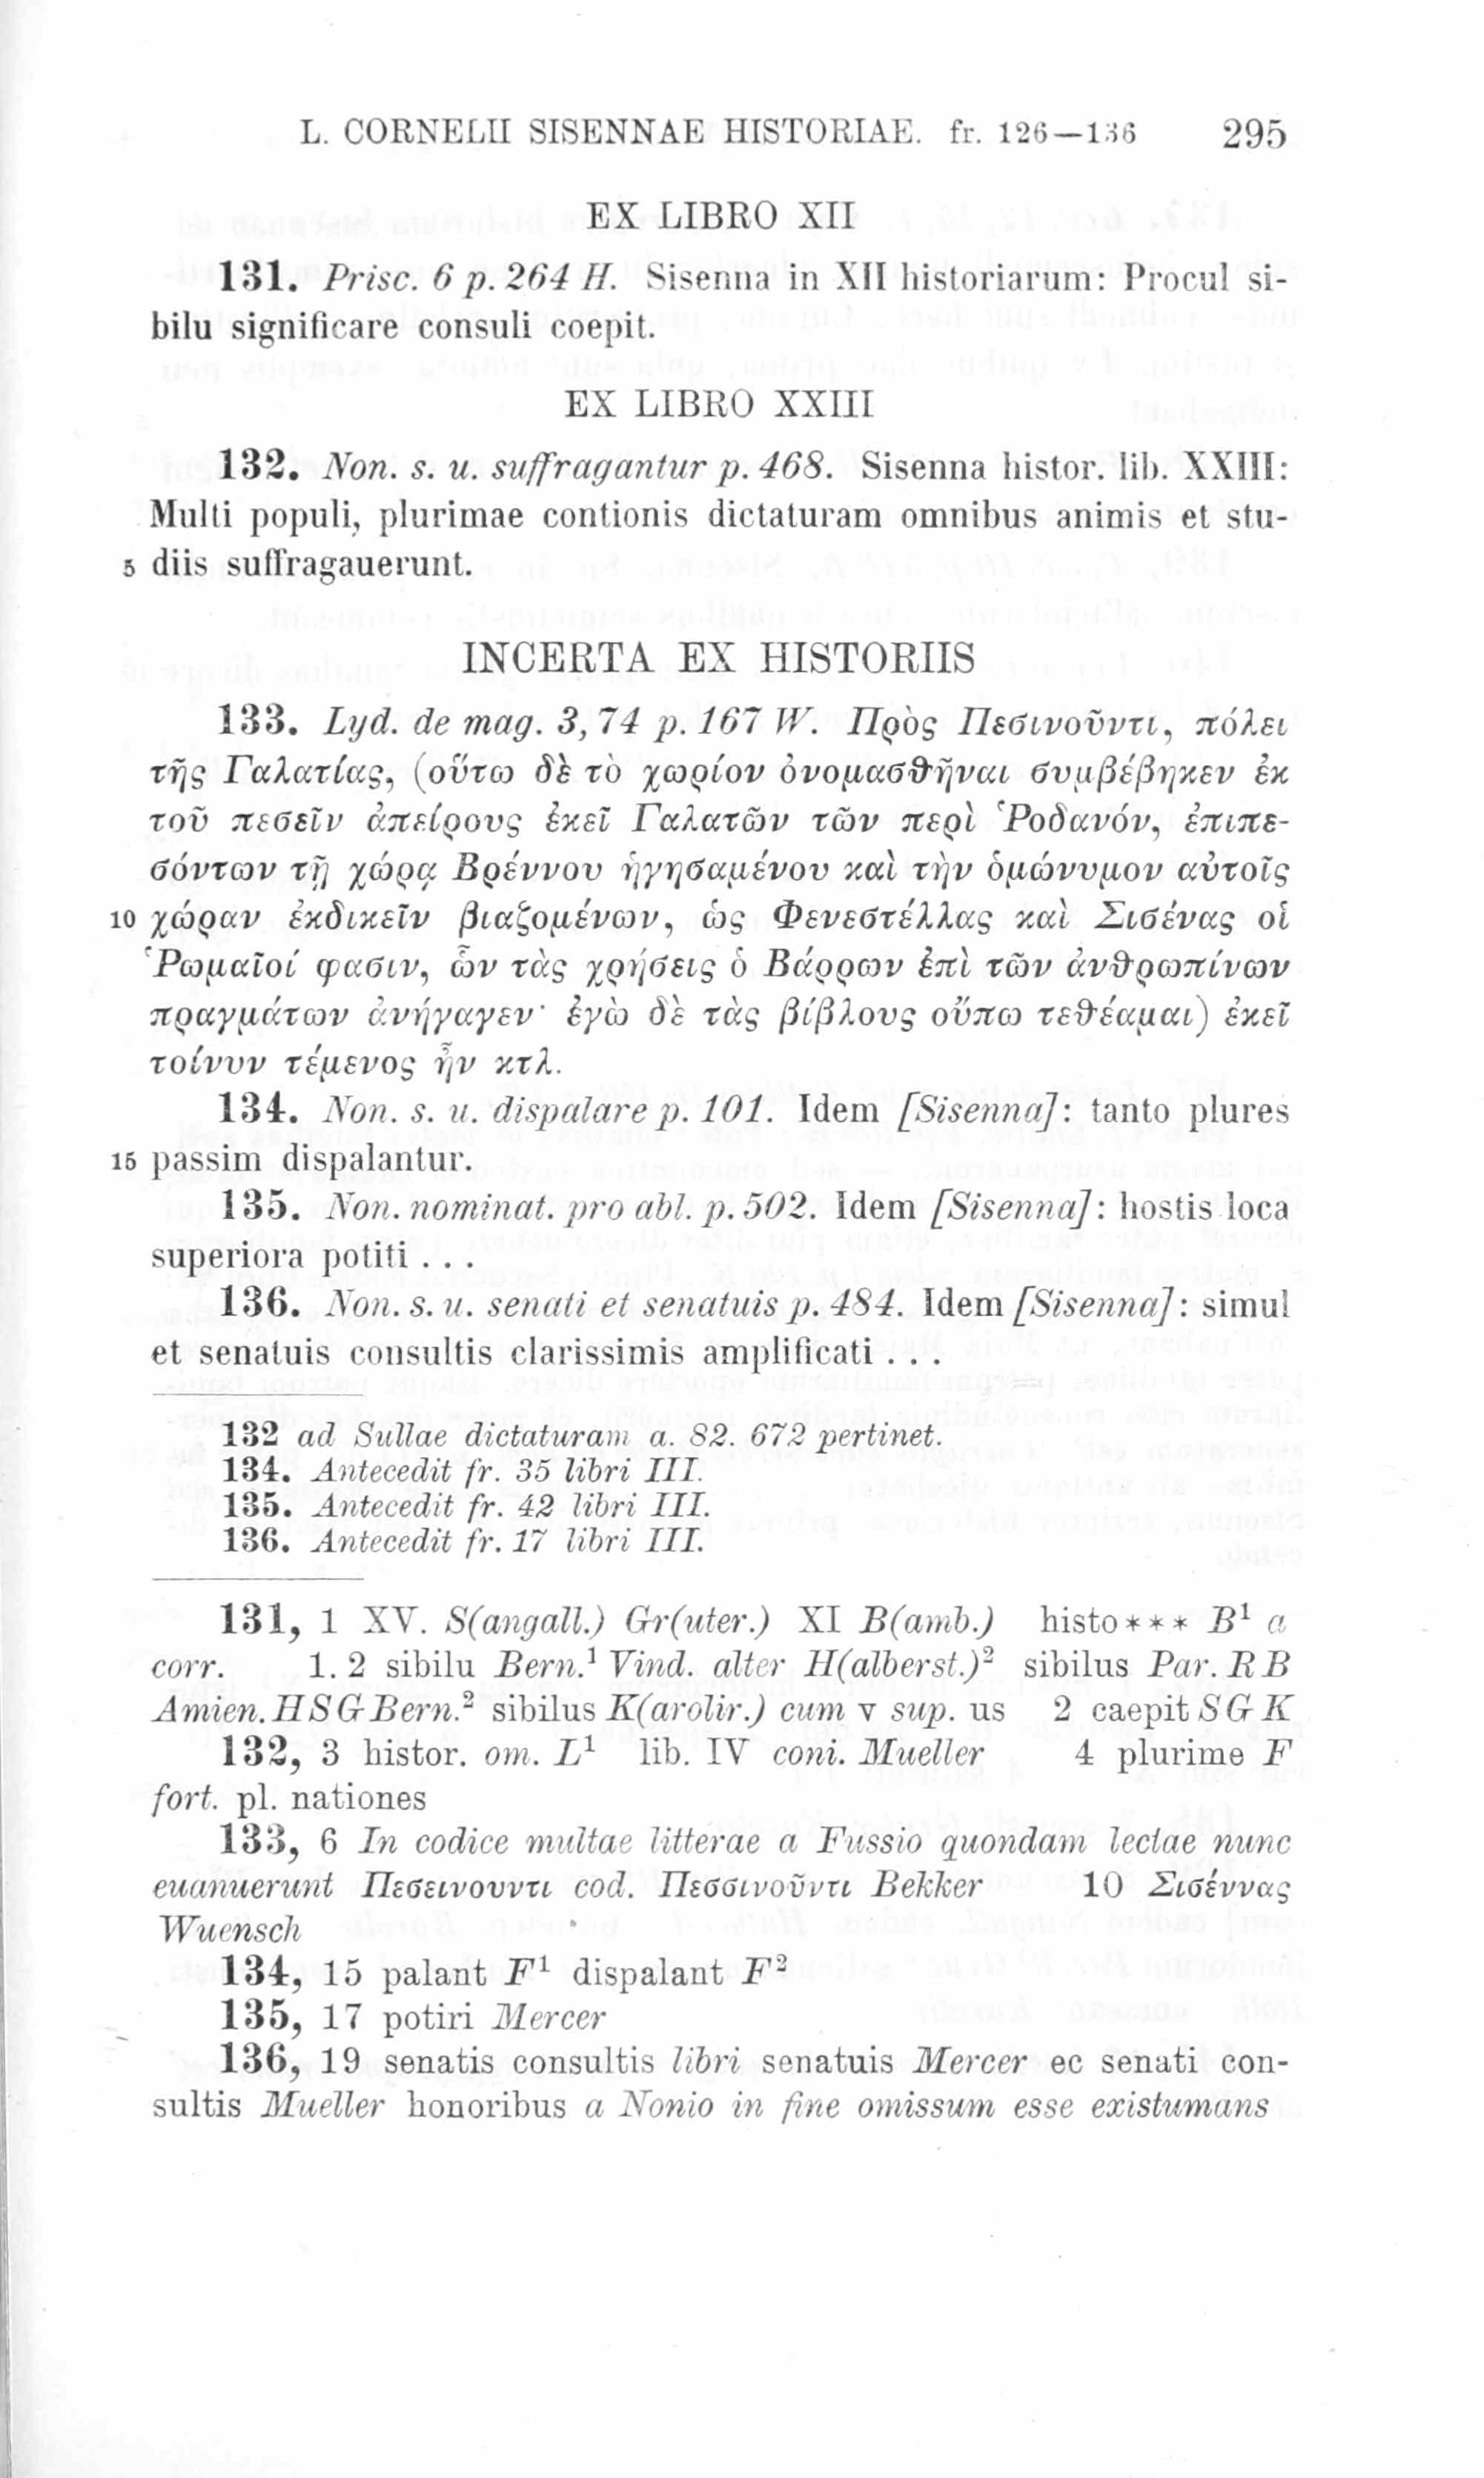 L. CORNELII SISENNAE HISTORIAE. fr. 126—136 295
EX LIBRO XII
131. Prisc. 6 p. 264 H. Sisenna in XII historiarum: Procul si-
bilu significare consuli coepit.
EX LIBRO XXIII
132. Non. s. u. suffragantur p. 468. Sisenna histor. lib. XXIII:
Multi populi, plurimae contionis dictaturam omnibus animis et stu-
5 diis suffragauerunt.
INCERTA EX HISTORIIS
133. Lyd. de mag. 3, 74 p. 167 W. Πρὸς Πεσινοῦντι, πόλει
τῆς Γαλατίας, (οὕτω δὲ τὸ χωρίον ὀνομασθῆναι συμβέβηκεν ἐκ
τοῦ πεσεῖν ἀπείρους ἐκεῖ Γαλατῶν τῶν περὶ Ῥοδανόν, ἐπιπε-
σόντων τῇ χώρᾳ Βρέννου ἡγησαμένου καὶ τὴν ὁμώνυμον αὐτοῖς
10 χώραν ἐκδικεῖν βιαζομένων, ὡς Φενεστέλλας καὶ Σισένας οἱ
Ῥωμαῖοί φασιν, ὧν τὰς χρήσεις ὁ Βάρρων ἐπὶ τῶν ἀνθρωπίνων
πραγμάτων ἀνήγαγεν· ἐγὼ δὲ τὰς βίβλους οὔπω τεθέαμαι) ἐκεῖ
τοίνυν τέμενος ἦν κτλ.
134. Non. s. u. dispalare p. 101. Idem [Sisenna]: tanto plures
15 passim dispalantur.
135. Non. nominat. pro abl. p. 502. Idem [Sisenna]: hostis loca
superiora potiti . . .
136. Non. s. u. senati et senatuis p. 484. Idem [Sisenna]: simul
et senatuis consultis clarissimis amplificati . . .
132 ad Sullae dictaturam a. 82. 672 pertinet.
134. Antecedit fr. 35 libri III.
135. Antecedit fr. 42 libri III.
136. Antecedit fr. 17 libri III.
131, 1 XV. S(angall.) Gr(uter.) XI B(amb.) histo*** B¹ a
corr. 1. 2 sibilu Bern.¹ Vind. alter H(alberst.)² sibilus Par. R B
Amien. H S G Bern.² sibilus K(arolir.) cum v sup. us 2 caepit S G K
132, 3 histor. om. L¹ lib. IV coni. Mueller 4 plurime F
fort. pl. nationes
133, 6 In codice multae litterae a Fussio quondam lectae nunc
euanuerunt Πεσεινουντι cod. Πεσσινοῦντι Bekker 10 Σισέννας
Wuensch
134, 15 palant F¹ dispalant F²
135, 17 potiri Mercer
136, 19 senatis consultis libri senatuis Mercer ec senati con-
sultis Mueller honoribus a Nonio in fine omissum esse existumans